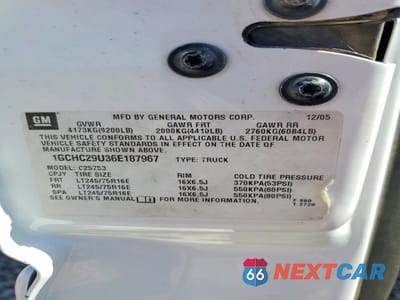 GM
MFD BY GENERAL MOTORS CORP. 12/05
GVWR GAWR FRT GAWR RR
4173KG(9200LB) 2000KG(4410LB) 2760KG(6084LB)
THIS VEHICLE CONFORMS TO ALL APPLICABLE U.S. FEDERAL MOTOR
VEHICLE SAFETY STANDARDS IN EFFECT ON THE DATE OF
MANUFACTURE SHOWN ABOVE.
1GCHC29U36E187967 TYPE: TRUCK
MODEL: C25753
CPJY TIRE SIZE RIM COLD TIRE PRESSURE
FRT LT245/75R16E 16X6.5J 370KPA(53PSI)
RR LT245/75R16E 16X6.5J 550KPA(80PSI)
SPA LT245/75R16E 16X6.5J 550KPA(80PSI)
SEE OWNER'S MANUAL FOR MORE INFORMATION.
66 NEXTCAR